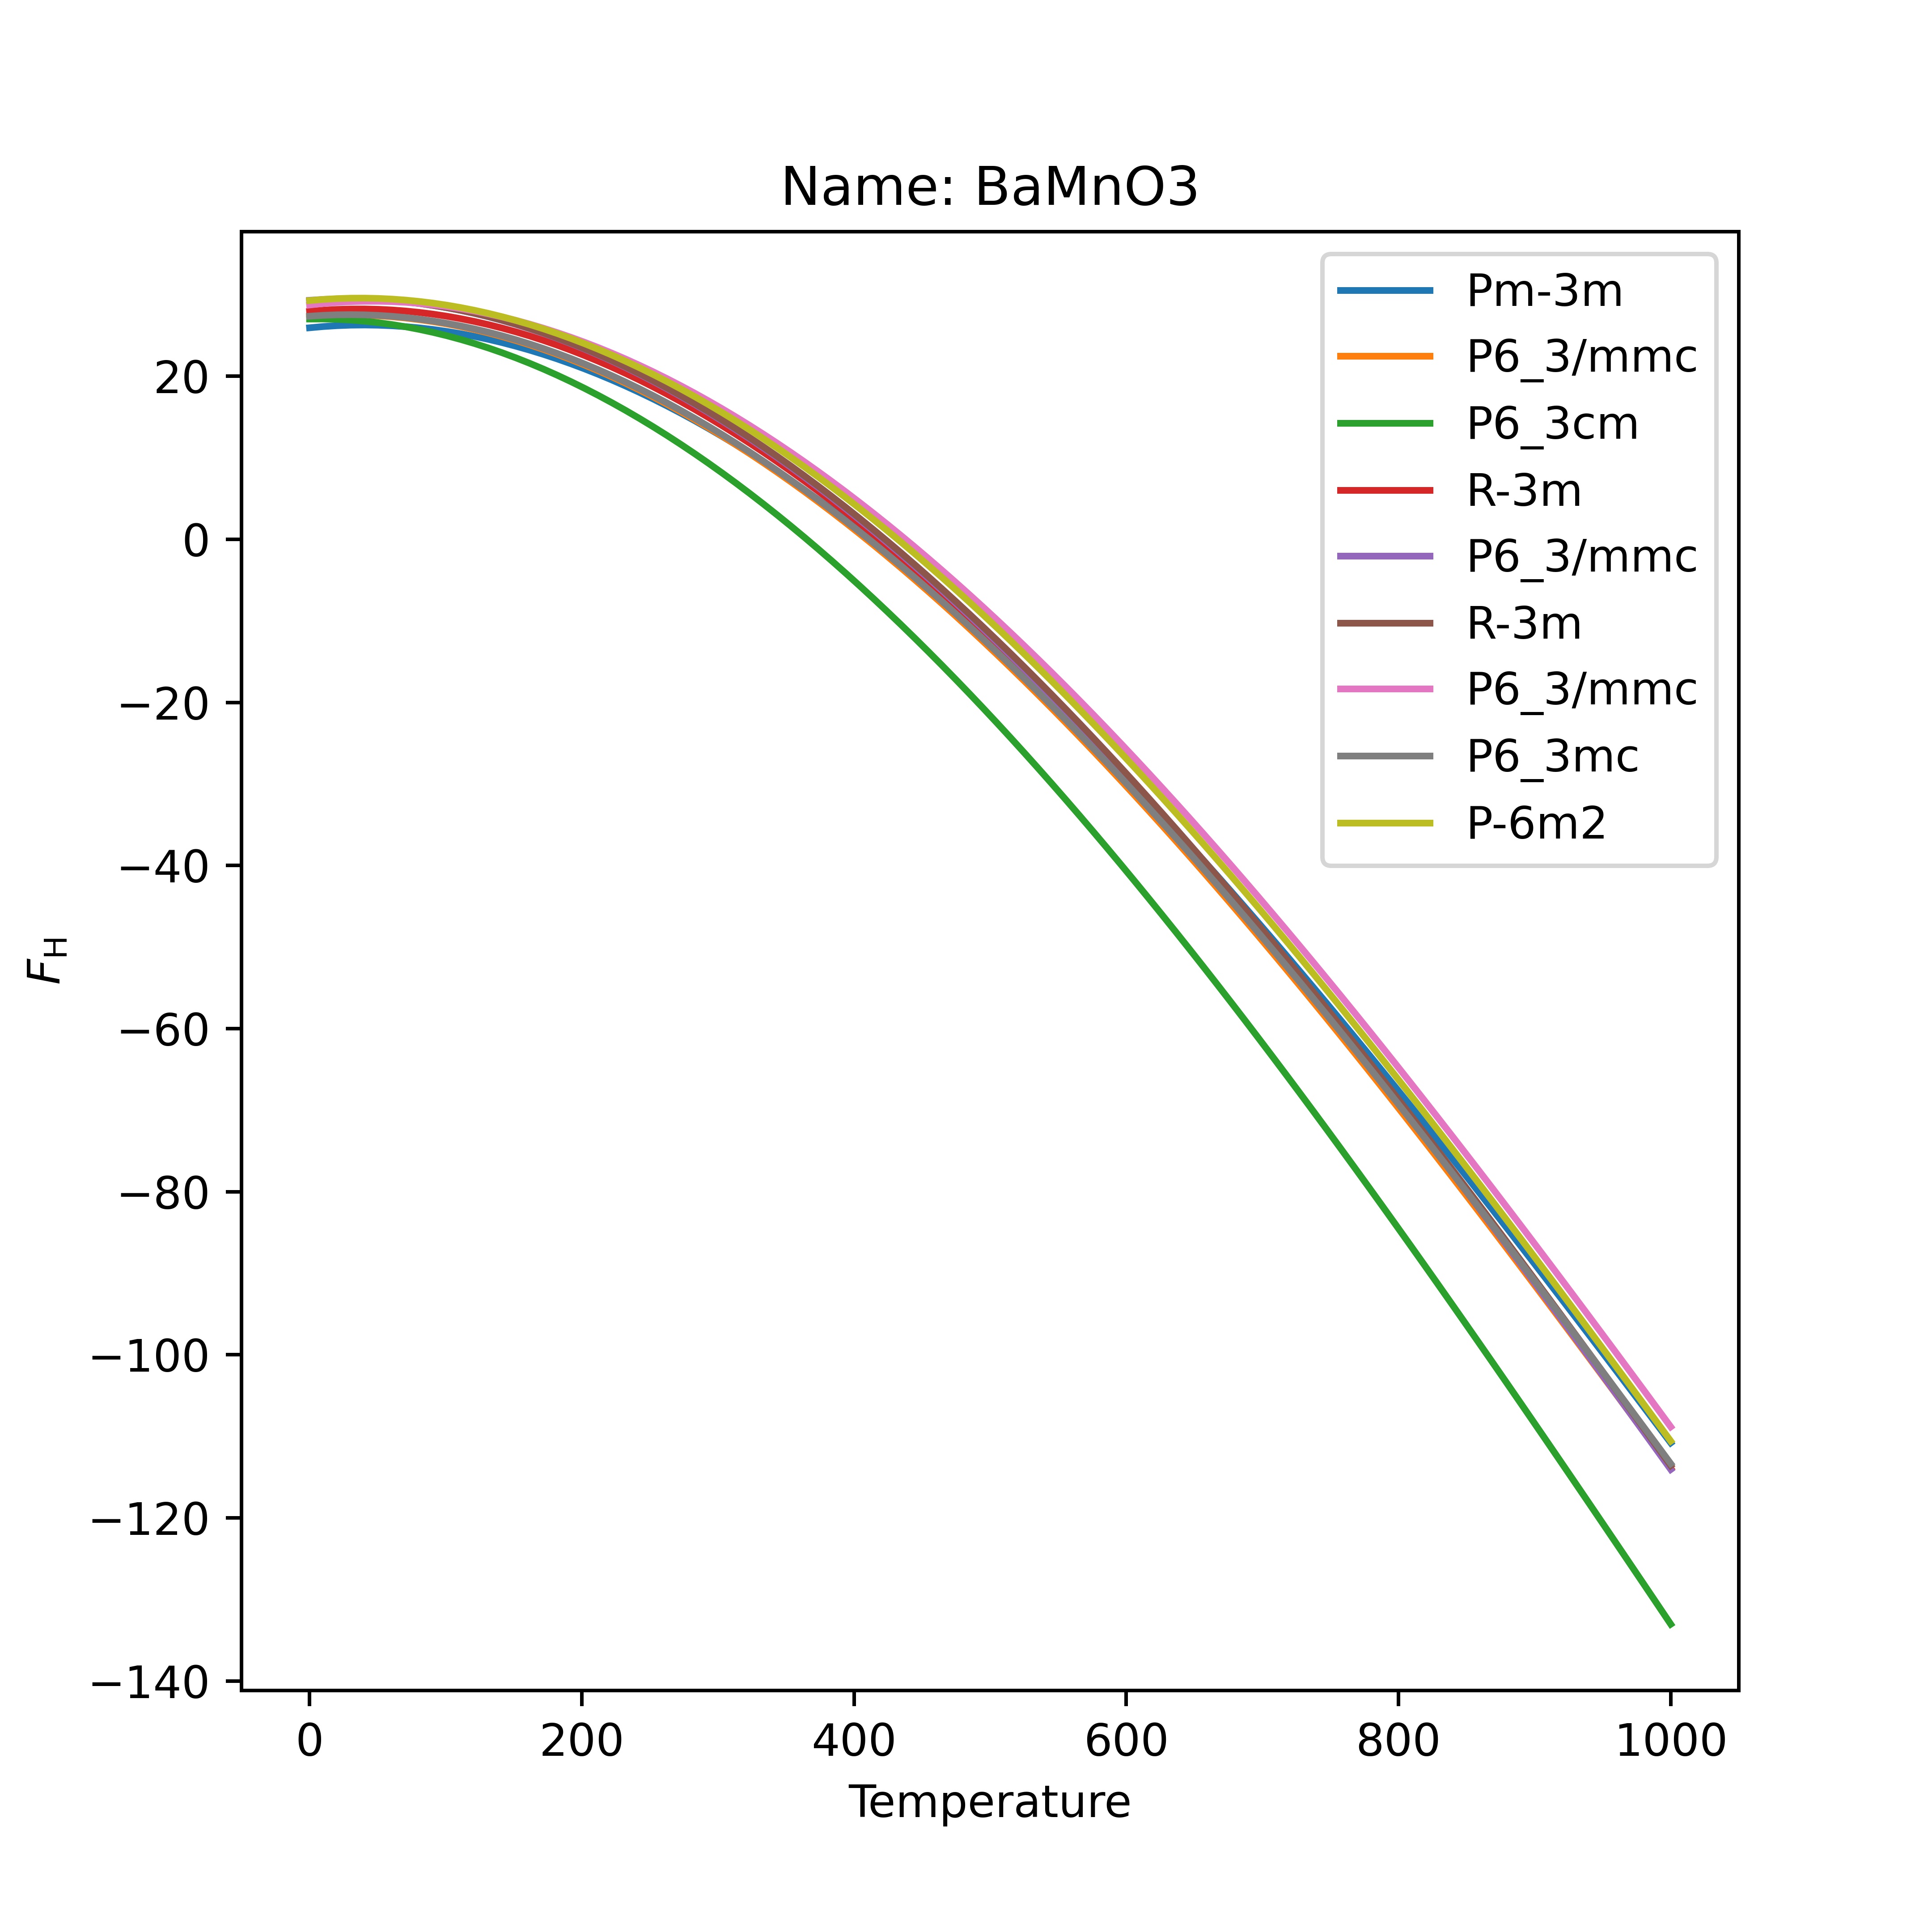 Name: BaMnO3
Pm-3m
P6_3/mmc
P6_3cm
R-3m
P6_3/mmc
R-3m
P6_3/mmc
P6_3mc
P-6m2
20
0
−20
−40
−60
−80
−100
−120
−140
F_H
0 200 400 600 800 1000
Temperature